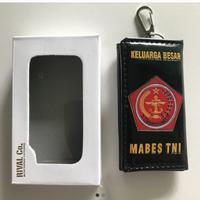 RIVAL Co.
KELUARGA BESAR
MABES TNI